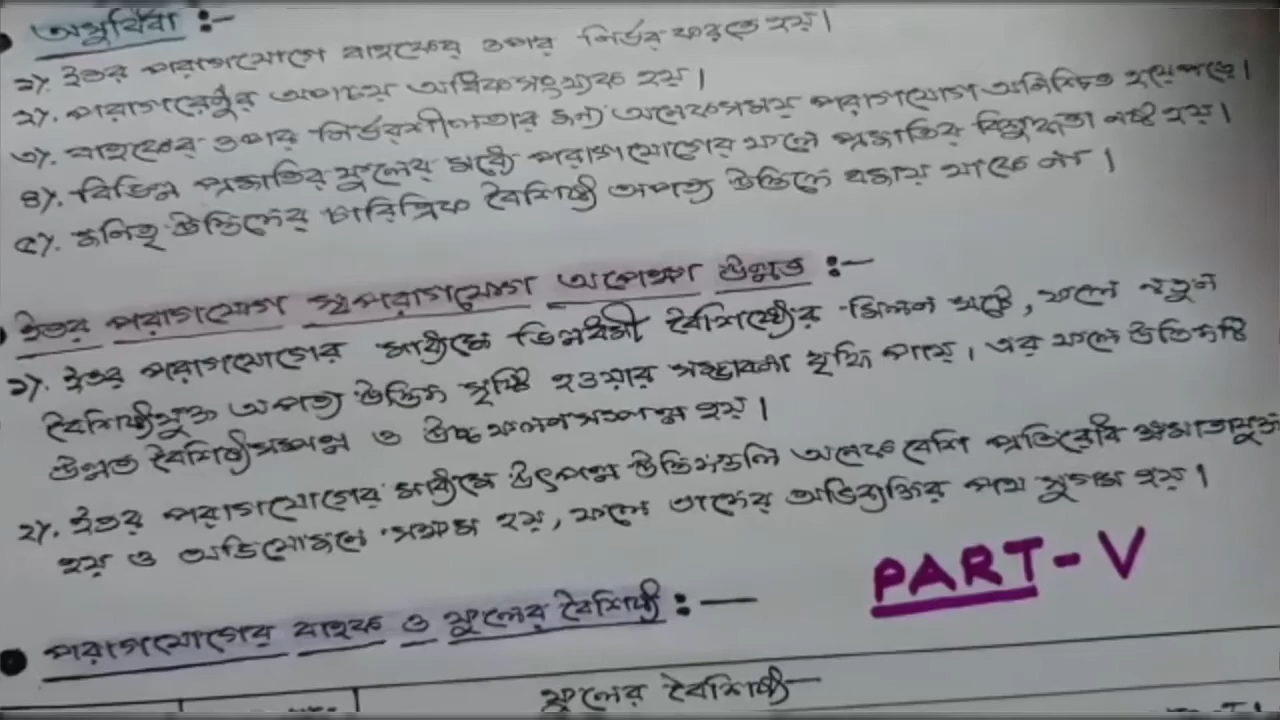 অসুবিধা :-
১%. ইতর পরাগযোগে বাহকের ওপর নির্ভর করতে হয়।
২%. পরাগরেণুর অপচয় অধিকসংখ্যক হয়।
৩%. বাহকের ওপর নির্ভরশীলতার জন্য অনেকসময় পরাগযোগ অনিশ্চিত হয়ে পড়ে।
৪%. বিভিন্ন প্রজাতির ফুলের মধ্যে পরাগযোগের ফলে প্রজাতির বিশুদ্ধতা নষ্ট হয়।
৫%. জনিতৃ উদ্ভিদের চারিত্রিক বৈশিষ্ট্য অপত্য উদ্ভিদে বজায় থাকে না।
ইতর পরাগযোগ স্বপরাগযোগ অপেক্ষা উন্নত :—
১%. ইতর পরাগযোগের মাধ্যমে ভিন্নধর্মী বৈশিষ্ট্যের মিলন ঘটে, ফলে নতুন
বৈশিষ্ট্যযুক্ত অপত্য উদ্ভিদ সৃষ্টি হওয়ার সম্ভাবনা বৃদ্ধি পায়। এর ফলে উদ্ভিদটি
উন্নত বৈশিষ্ট্যসম্পন্ন ও উচ্চ ফলনসম্পন্ন হয়।
২%. ইতর পরাগযোগের মাধ্যমে উৎপন্ন উদ্ভিদগুলি অনেক বেশি প্রতিরোধ ক্ষমতাযুক্ত
হয় ও অভিযোজনে সক্ষম হয়, ফলে তাদের অভিব্যক্তির পথ সুগম হয়।
PART-V
পরাগযোগের বাহক ও ফুলের বৈশিষ্ট্য :—
ফুলের বৈশিষ্ট্য